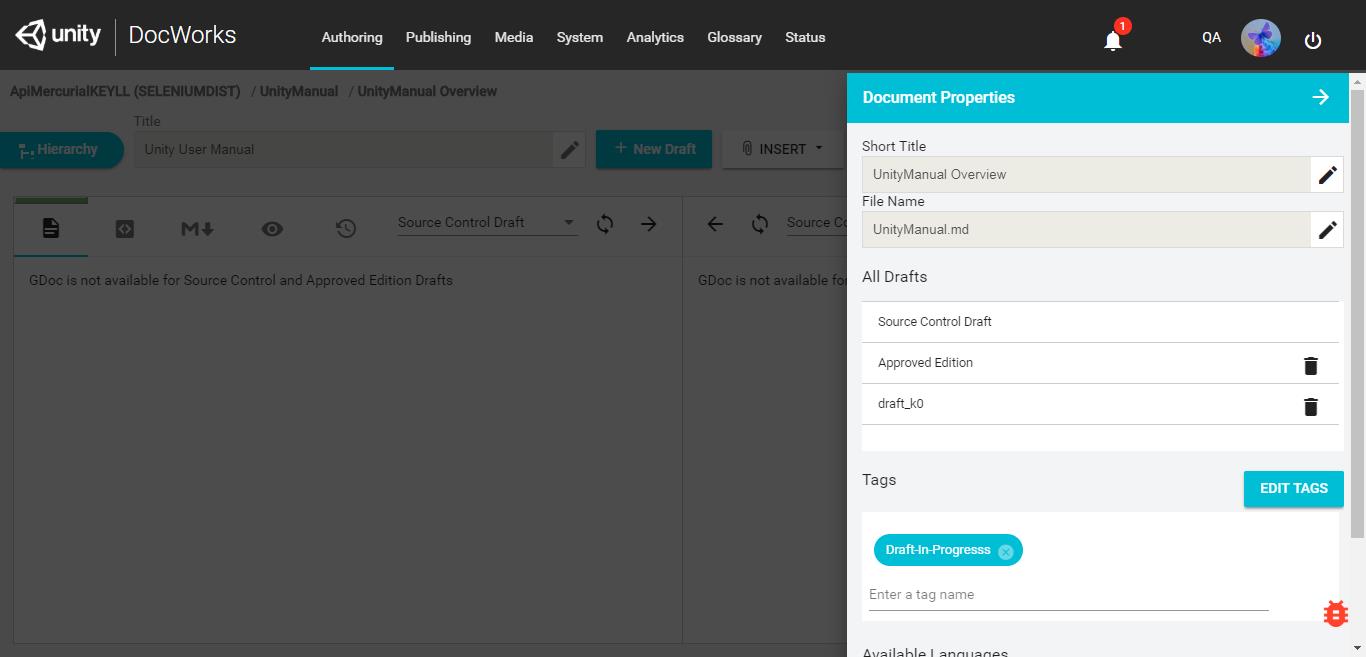 unity DocWorks Authoring Publishing Media System Analytics Glossary Status 1 QA
ApiMercurialKEYLL (SELENIUMDIST) / UnityManual / UnityManual Overview
Title
Hierarchy Unity User Manual + New Draft INSERT
M Source Control Draft Source Co
GDoc is not available for Source Control and Approved Edition Drafts
GDoc is not available for
Document Properties
Short Title
UnityManual Overview
File Name
UnityManual.md
All Drafts
Source Control Draft
Approved Edition
draft_k0
Tags
EDIT TAGS
Draft-In-Progresss
Enter a tag name
Available Languages